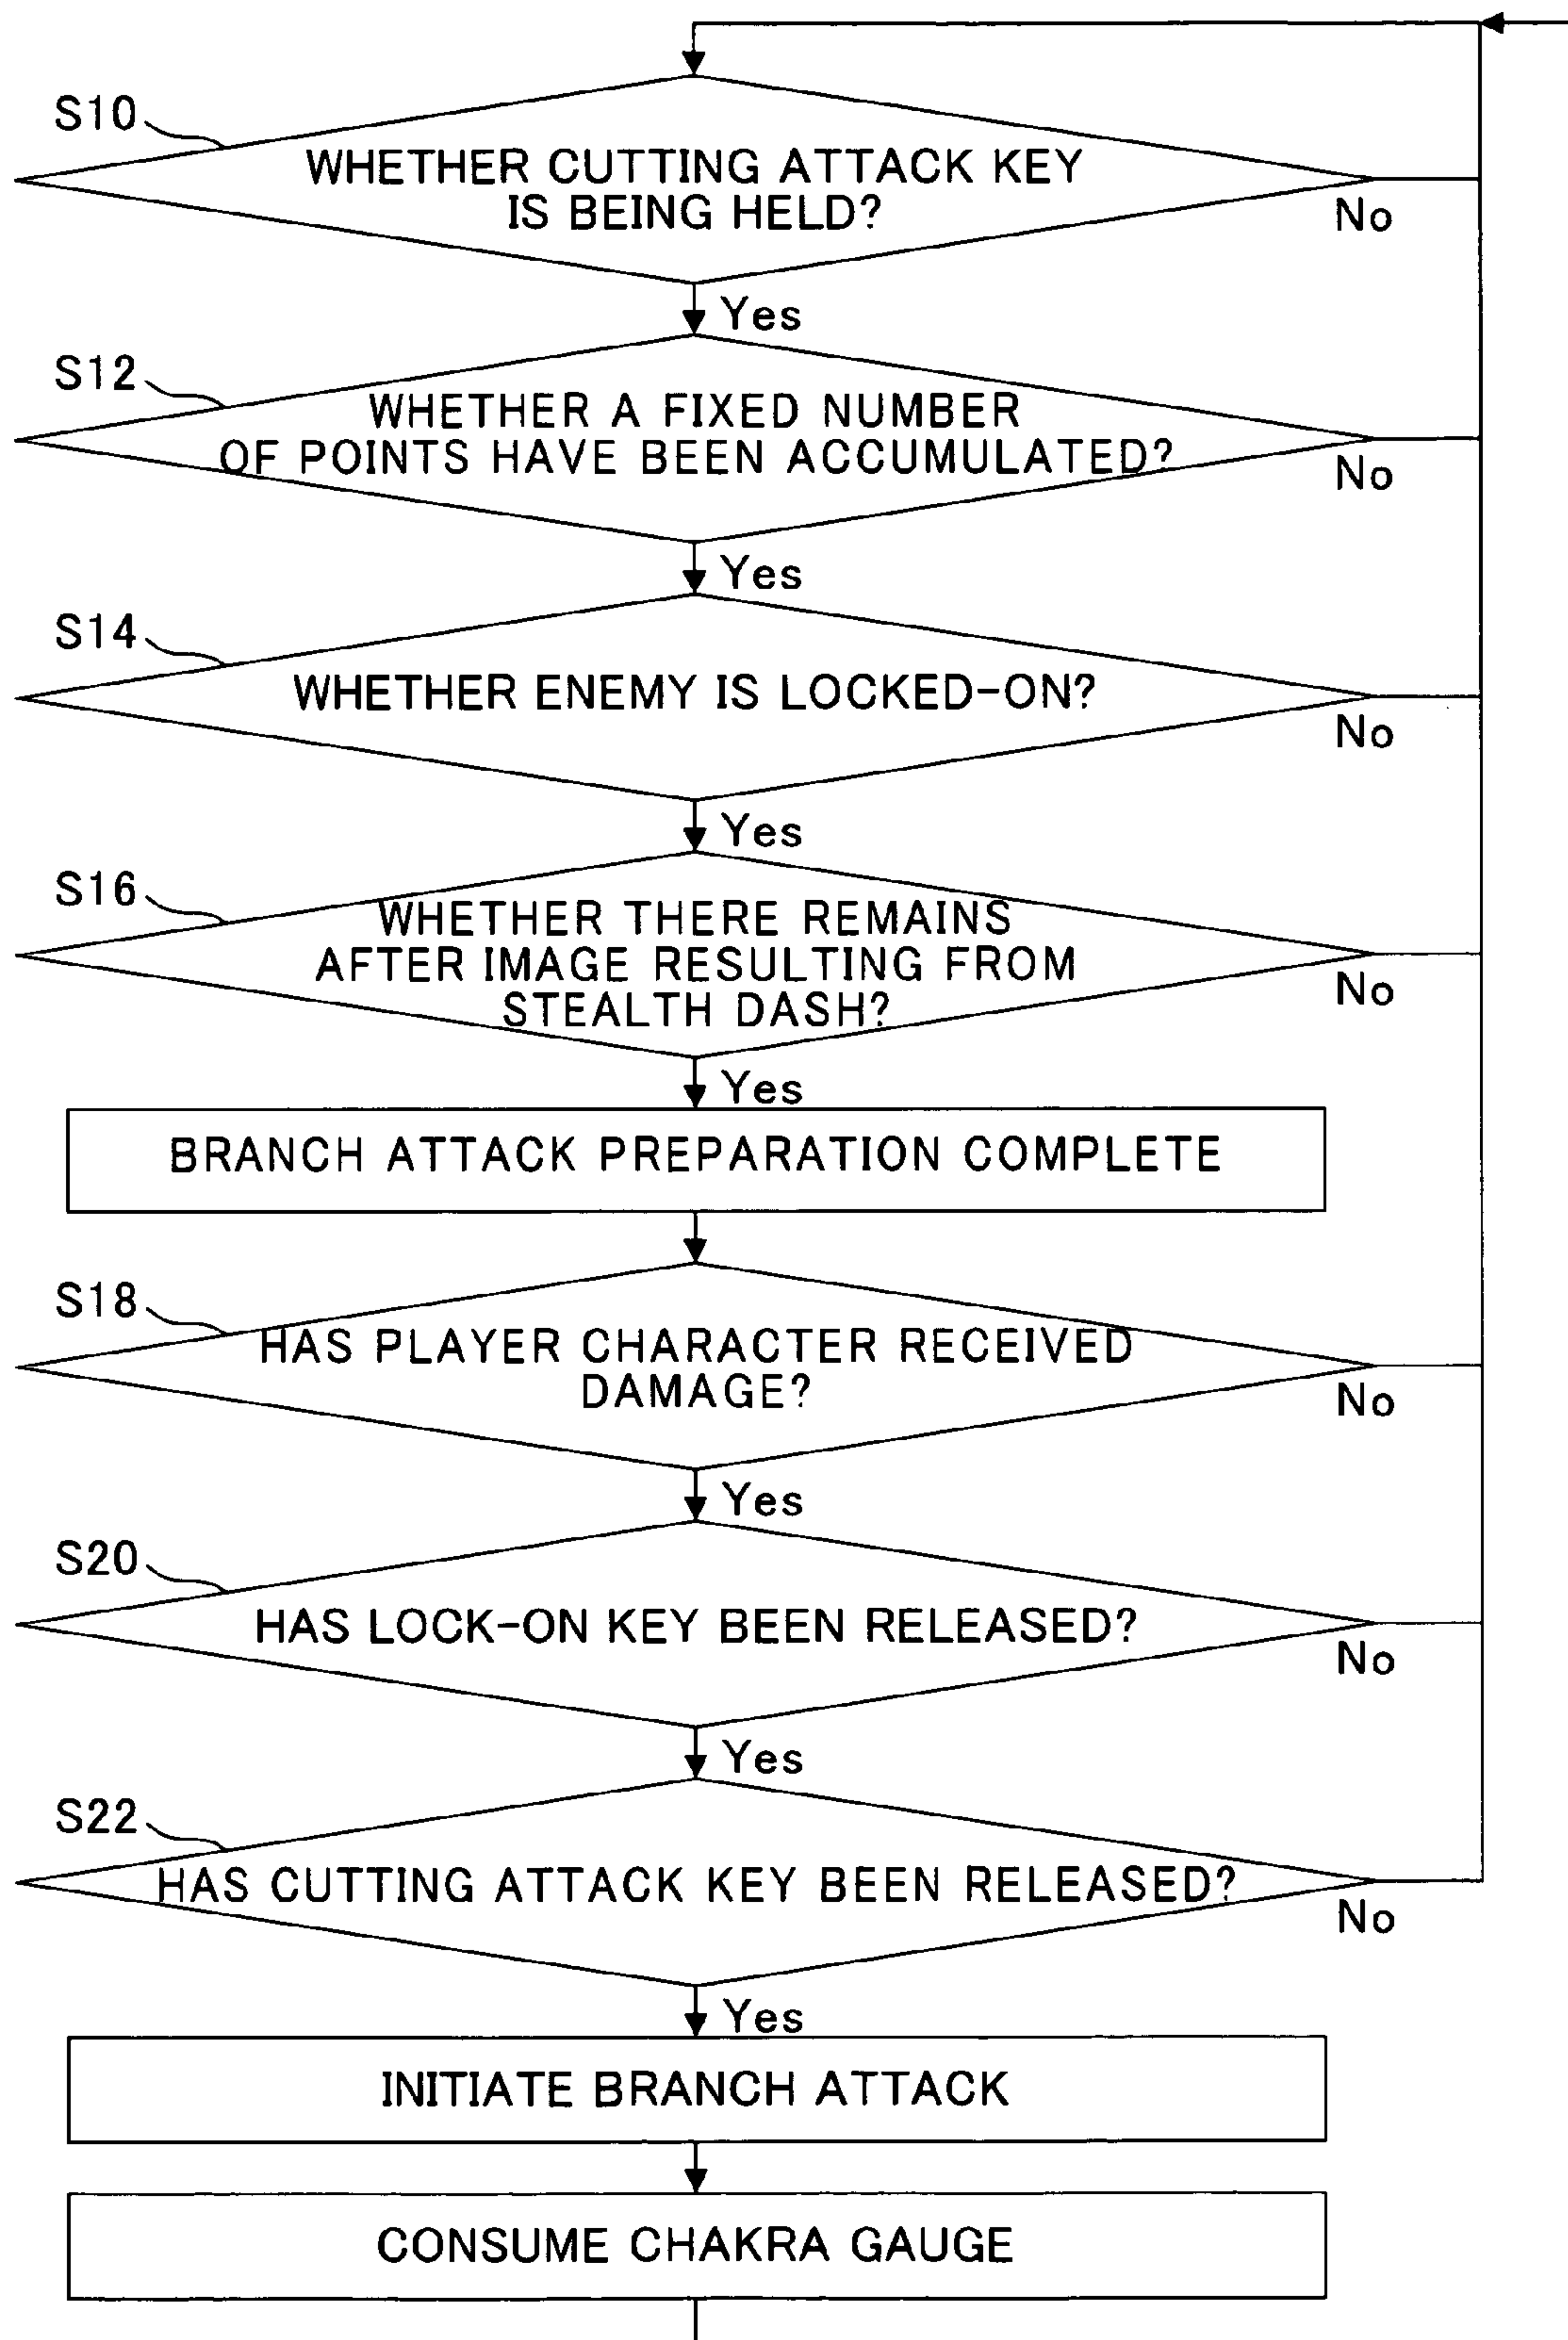 S10
WHETHER CUTTING ATTACK KEY
IS BEING HELD?
No
Yes
S12
WHETHER A FIXED NUMBER
OF POINTS HAVE BEEN ACCUMULATED?
No
Yes
S14
WHETHER ENEMY IS LOCKED-ON?
No
Yes
S16
WHETHER THERE REMAINS
AFTER IMAGE RESULTING FROM
STEALTH DASH?
No
Yes
BRANCH ATTACK PREPARATION COMPLETE
S18
HAS PLAYER CHARACTER RECEIVED
DAMAGE?
No
Yes
S20
HAS LOCK-ON KEY BEEN RELEASED?
No
Yes
S22
HAS CUTTING ATTACK KEY BEEN RELEASED?
No
Yes
INITIATE BRANCH ATTACK
CONSUME CHAKRA GAUGE